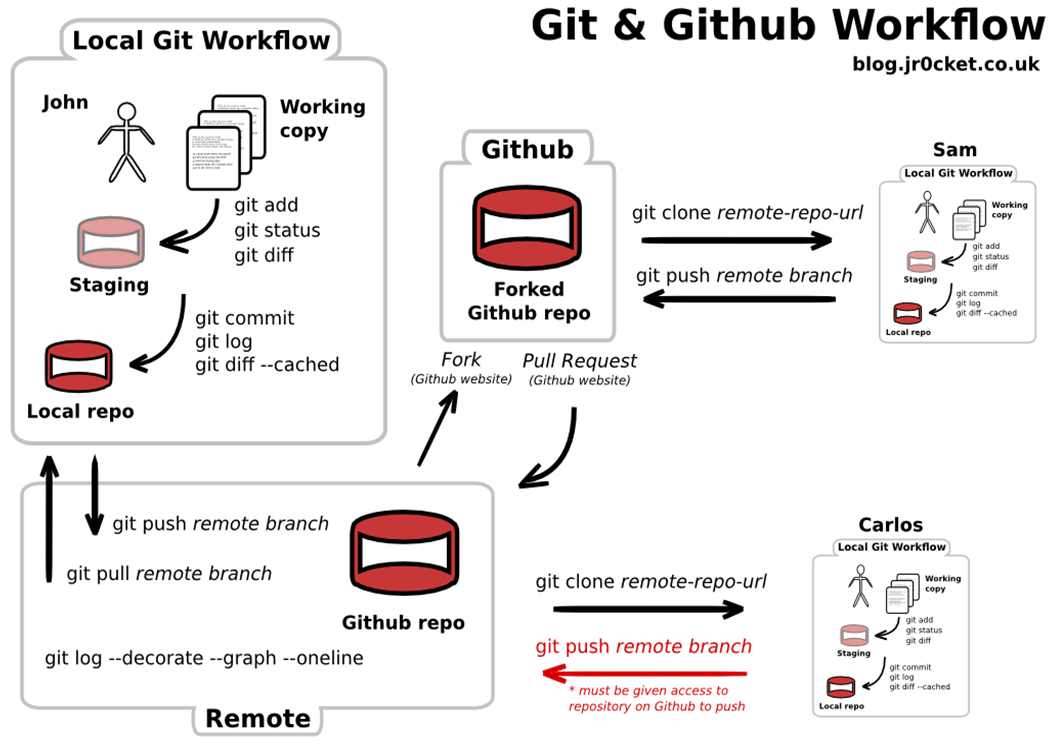 Git & Github Workflow
blog.jr0cket.co.uk
Local Git Workflow
John
Working
copy
git add
git status
git diff
Staging
git commit
git log
git diff --cached
Local repo
Github
Forked
Github repo
Fork
(Github website)
Pull Request
(Github website)
git clone remote-repo-url
git push remote branch
Sam
Local Git Workflow
Working
copy
git add
git status
git diff
Staging
git commit
git log
git diff --cached
Local repo
git push remote branch
git pull remote branch
Github repo
git log --decorate --graph --oneline
Remote
git clone remote-repo-url
git push remote branch
* must be given access to
repository on Github to push
Carlos
Local Git Workflow
Working
copy
git add
git status
git diff
Staging
git commit
git log
git diff --cached
Local repo